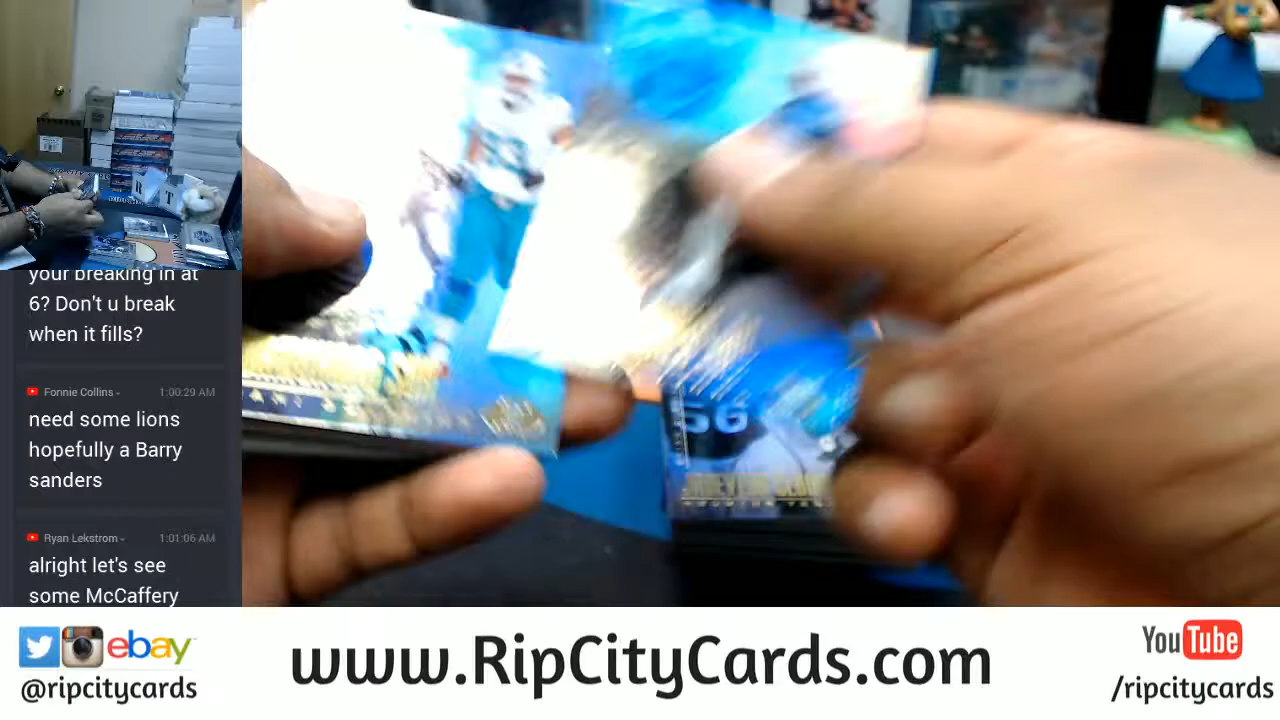 your breaking in at
6? Don't u break
when it fills?
Fonnie Collins
1:00:29 AM
need some lions
hopefully a Barry
sanders
Ryan Lekstrom
1:01:06 AM
alright let's see
some McCaffery
56
ebay
@ripcitycards
www.RipCityCards.com
YouTube
/ripcitycards